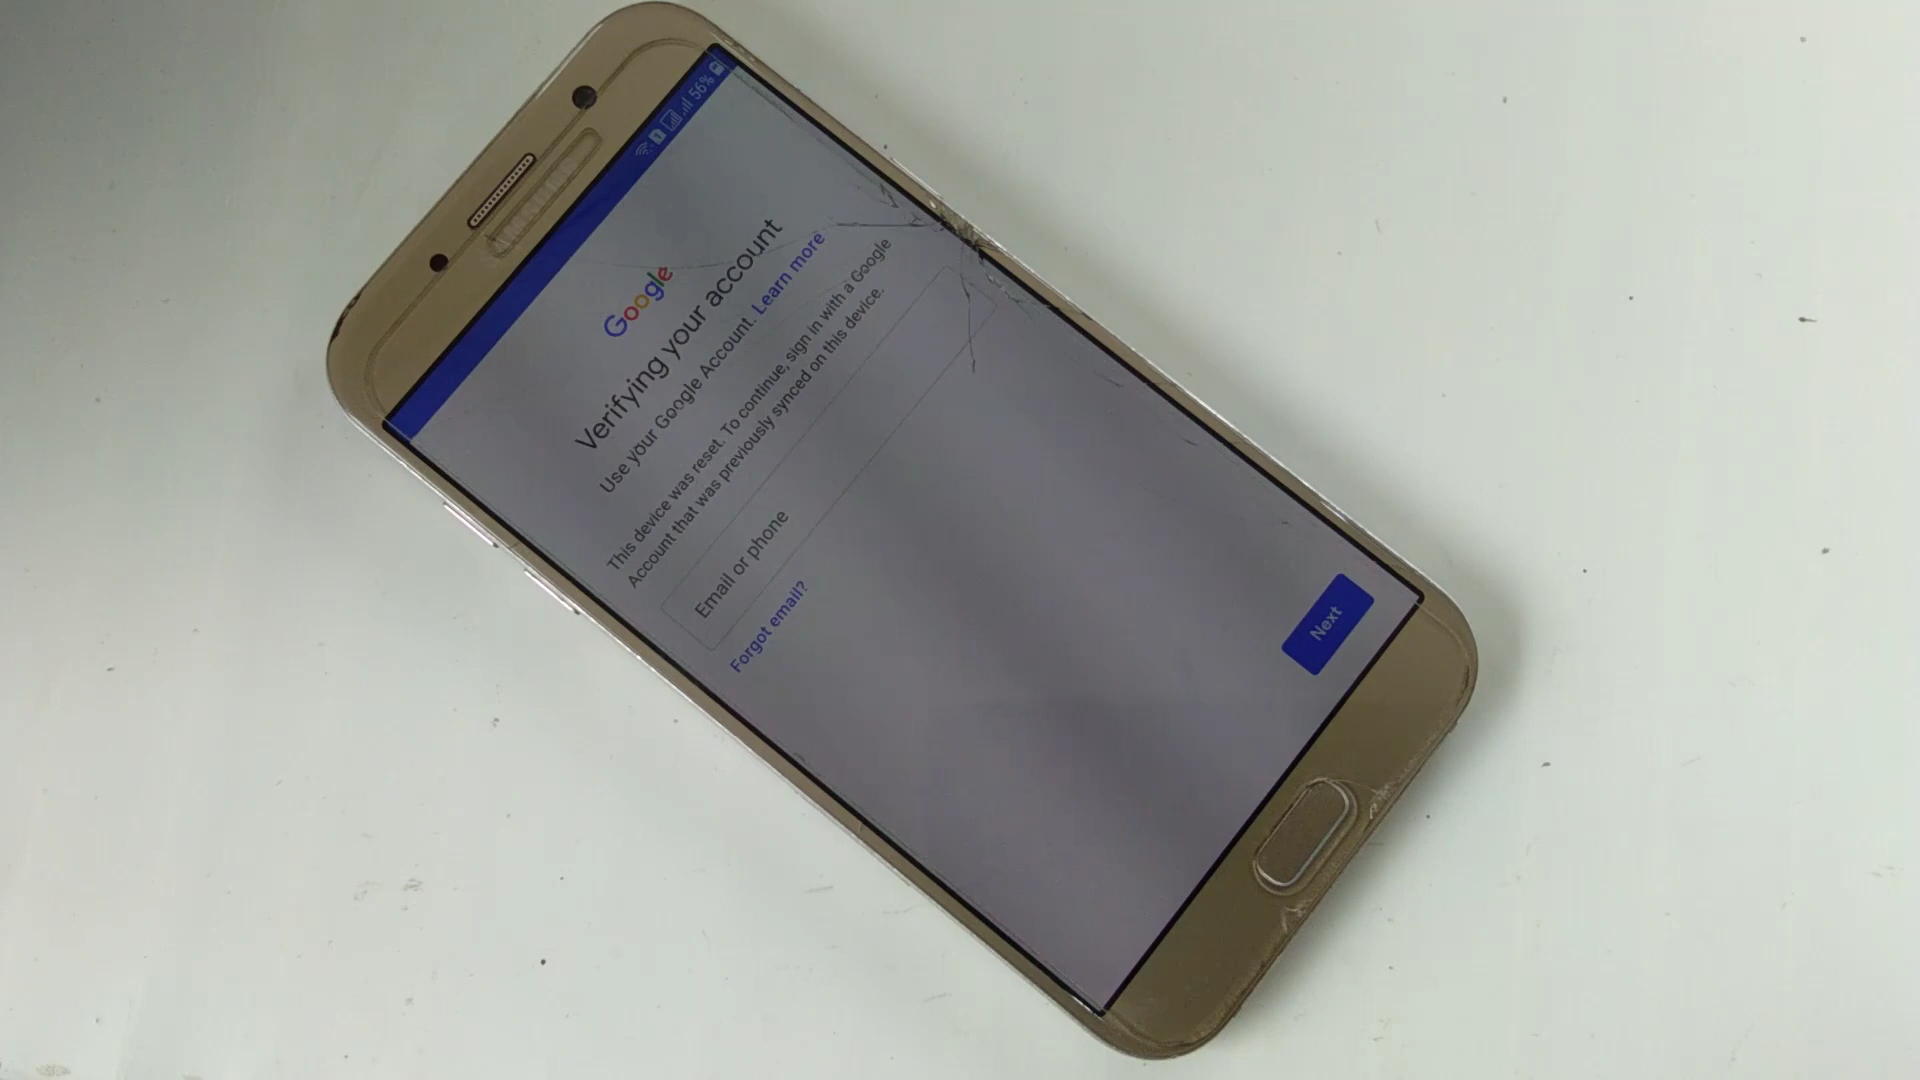 56%
Google
Verifying your account
Use your Google Account. Learn more
This device was reset. To continue, sign in with a Google
Account that was previously synced on this device.
Email or phone
Forgot email?
Next